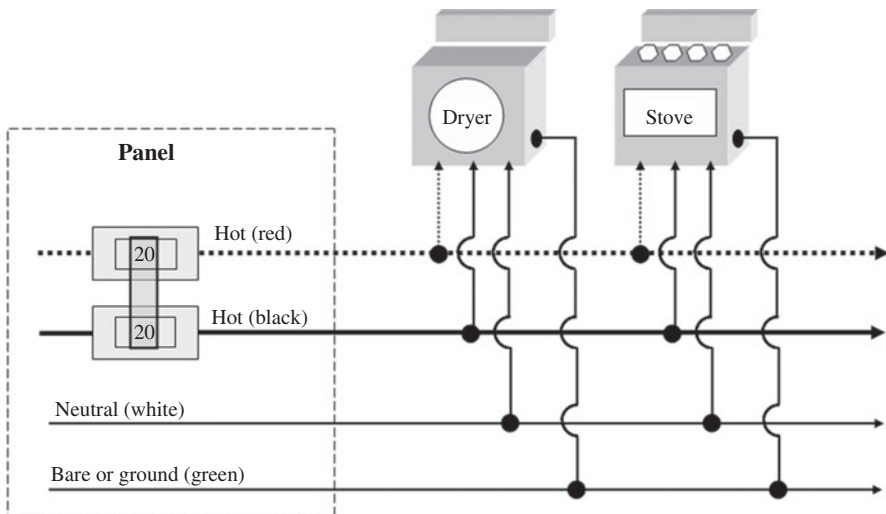 Dryer
Stove
Panel
Hot (red)
20
Hot (black)
20
Neutral (white)
Bare or ground (green)